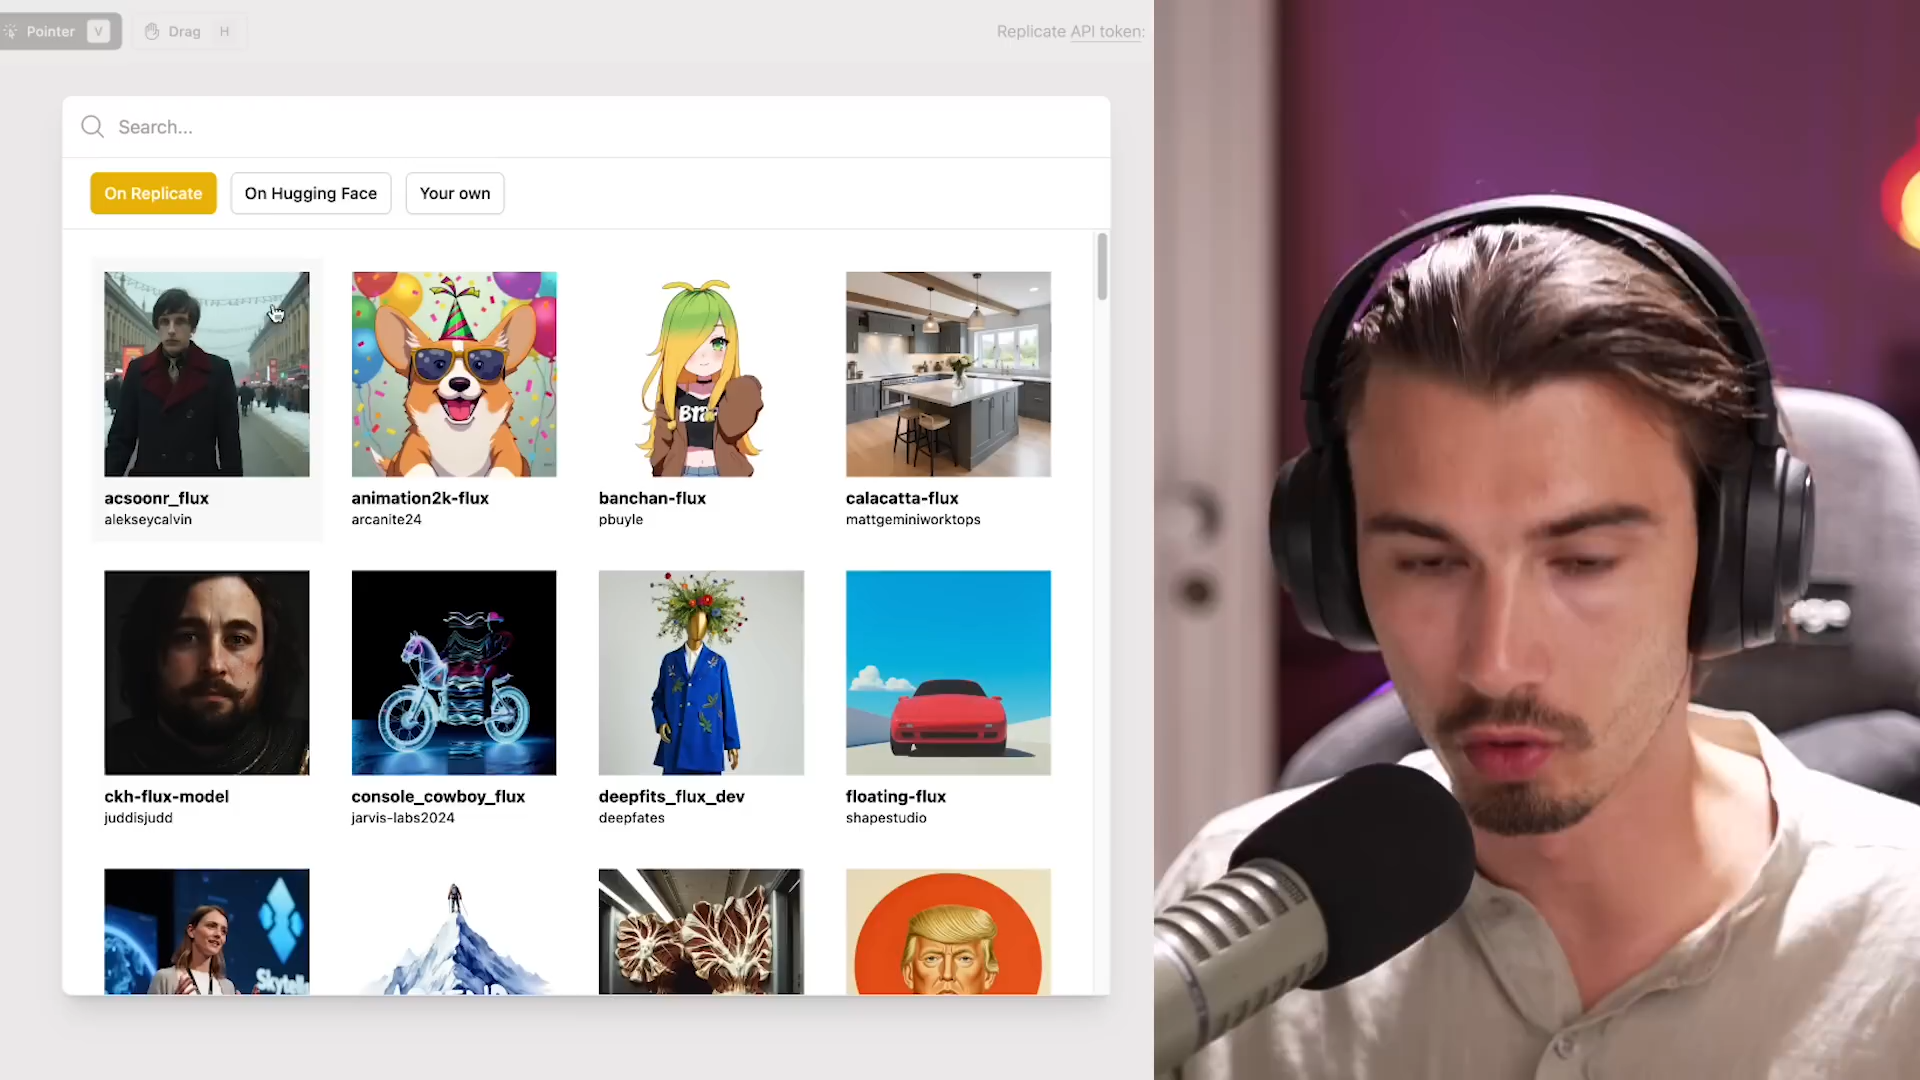 Pointer V
Drag H
Replicate API token:
Search...
On Replicate
On Hugging Face
Your own
Bra
acsoonr_flux
alekseycalvin
animation2k-flux
arcanite24
banchan-flux
pbuyle
calacatta-flux
mattgeminiworktops
ckh-flux-model
juddisjudd
console_cowboy_flux
jarvis-labs2024
deepfits_flux_dev
deepfates
floating-flux
shapestudio